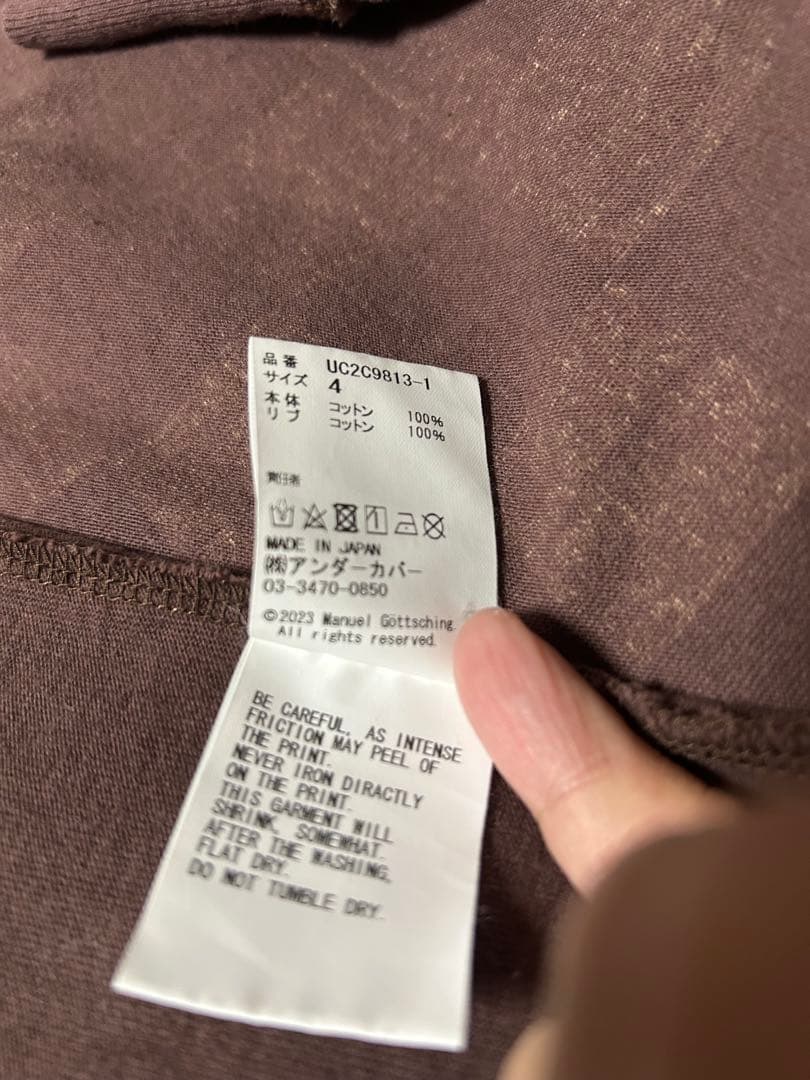 品番 UC2C9813-1
サイズ 4
本体 コットン 100%
リブ コットン 100%
責任者
MADE IN JAPAN
㈱アンダーカバー
03-3470-0850
©2023 Manuel Göttsching.
All rights reserved.
BE CAREFUL, AS INTENSE
FRICTION MAY PEEL OF
THE PRINT.
NEVER IRON DIRACTLY
ON THE PRINT.
THIS GARMENT WILL
SHRINK, SOMEWHAT.
AFTER THE WASHING,
FLAT DRY.
DO NOT TUMBLE DRY.